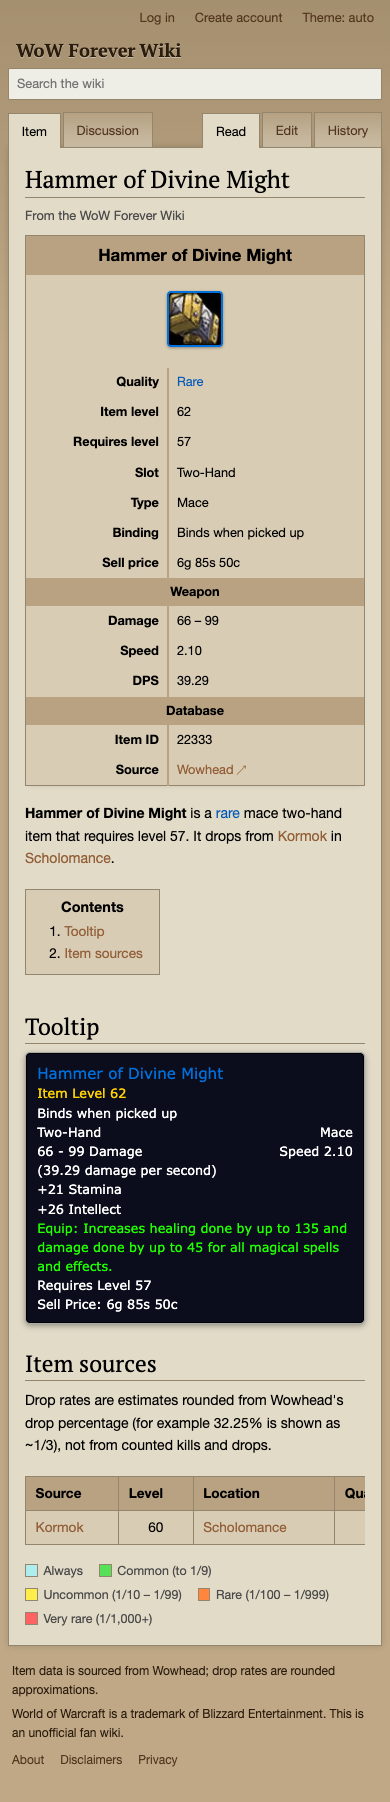 Log in Create account Theme: auto
WoW Forever Wiki
Search the wiki
Item Discussion Read Edit History
Hammer of Divine Might
From the WoW Forever Wiki
Hammer of Divine Might
Quality Rare
Item level 62
Requires level 57
Slot Two-Hand
Type Mace
Binding Binds when picked up
Sell price 6g 85s 50c
Weapon
Damage 66 – 99
Speed 2.10
DPS 39.29
Database
Item ID 22333
Source Wowhead ↗
Hammer of Divine Might is a rare mace two-hand
item that requires level 57. It drops from Kormok in
Scholomance.
Contents
1. Tooltip
2. Item sources
Tooltip
Hammer of Divine Might
Item Level 62
Binds when picked up
Two-Hand Mace
66 - 99 Damage Speed 2.10
(39.29 damage per second)
+21 Stamina
+26 Intellect
Equip: Increases healing done by up to 135 and
damage done by up to 45 for all magical spells
and effects.
Requires Level 57
Sell Price: 6g 85s 50c
Item sources
Drop rates are estimates rounded from Wowhead's
drop percentage (for example 32.25% is shown as
~1/3), not from counted kills and drops.
Source Level Location
Kormok 60 Scholomance
Always Common (to 1/9)
Uncommon (1/10 – 1/99) Rare (1/100 – 1/999)
Very rare (1/1,000+)
Item data is sourced from Wowhead; drop rates are rounded
approximations.
World of Warcraft is a trademark of Blizzard Entertainment. This is
an unofficial fan wiki.
About Disclaimers Privacy